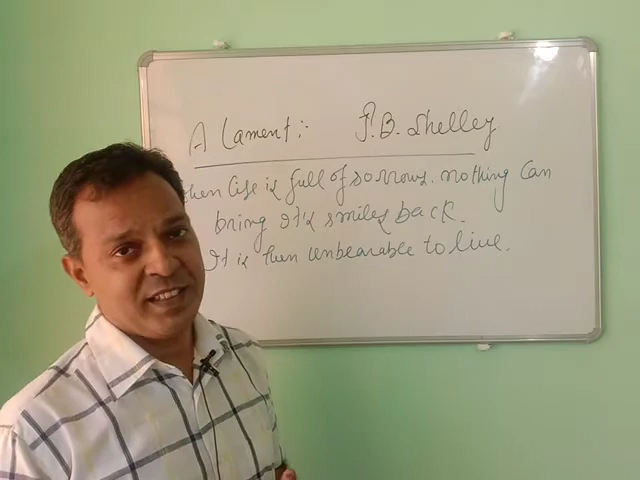 A Lament:- P.B. Shelley
when life is full of sorrows. nothing can
bring it's smiles back.
It is then unbearable to live.